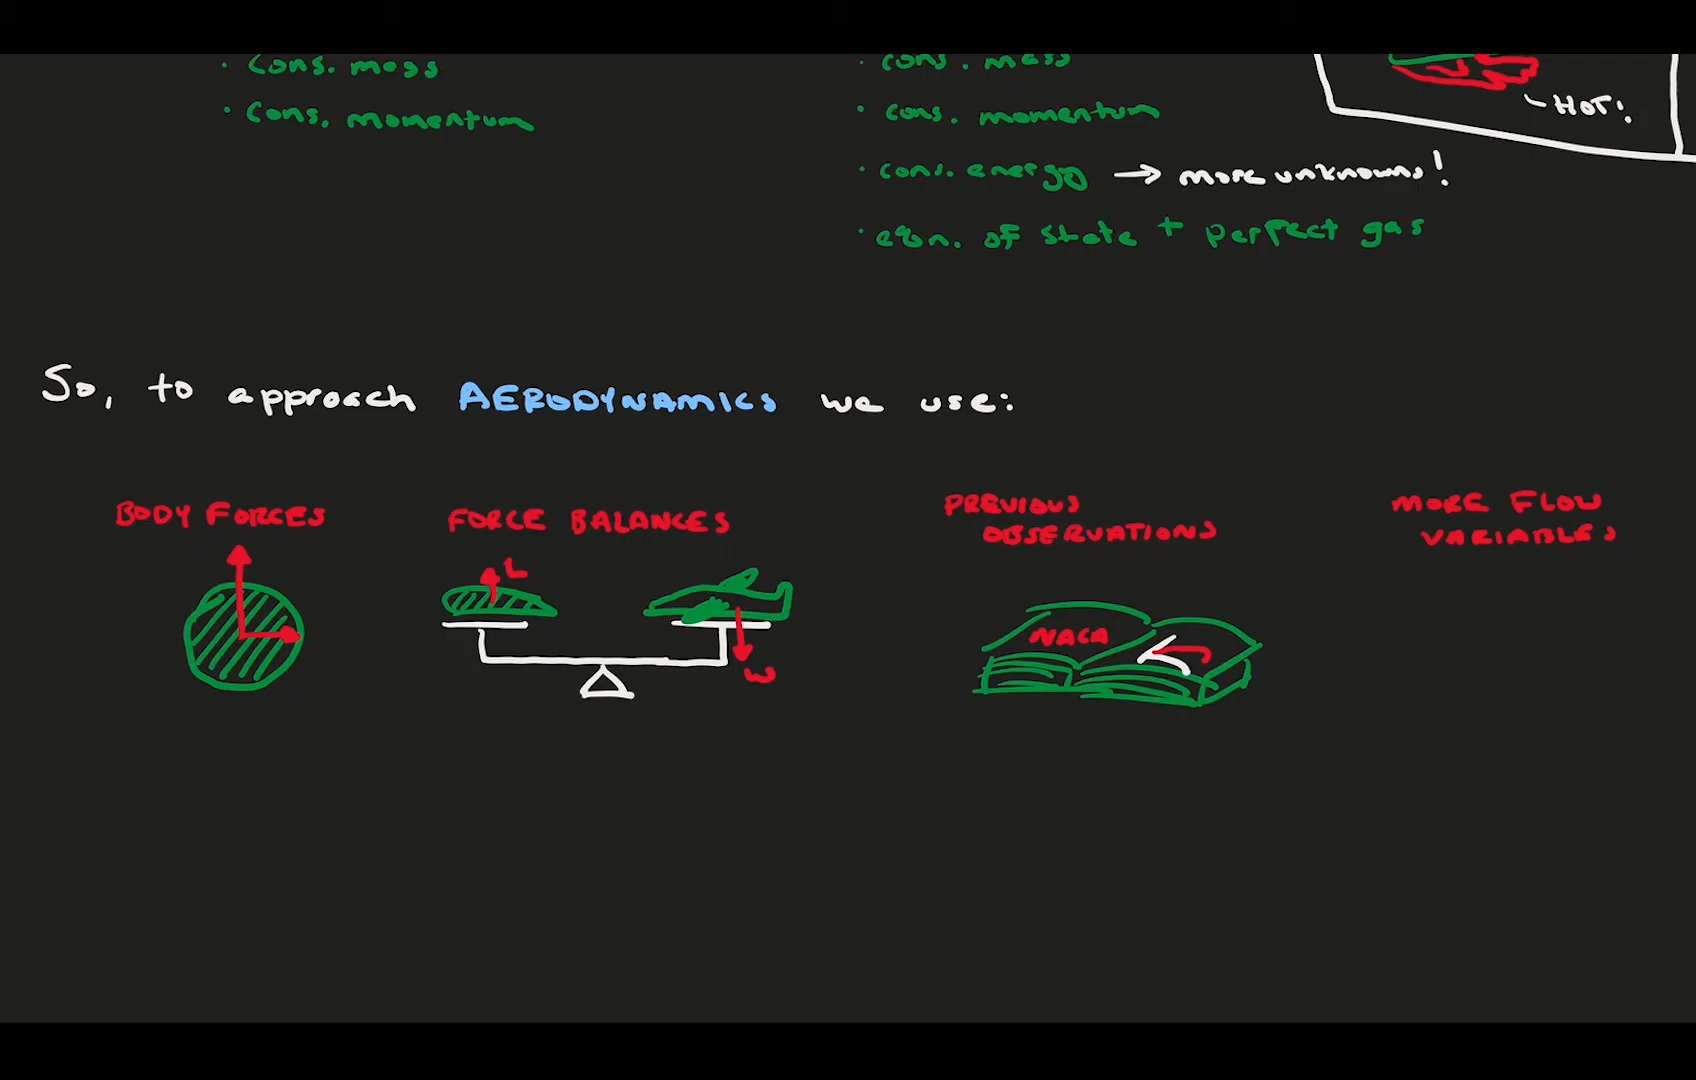 · Cons. mass
· Cons. momentum
· cons. mass
· cons. momentum
· cons. energy → more unknowns!
· eqn. of state + perfect gas
HOT!
So, to approach AERODYNAMICS we use:
BODY FORCES
FORCE BALANCES
L
W
PREVIOUS
OBSERVATIONS
NACA
MORE FLOW
VARIABLES